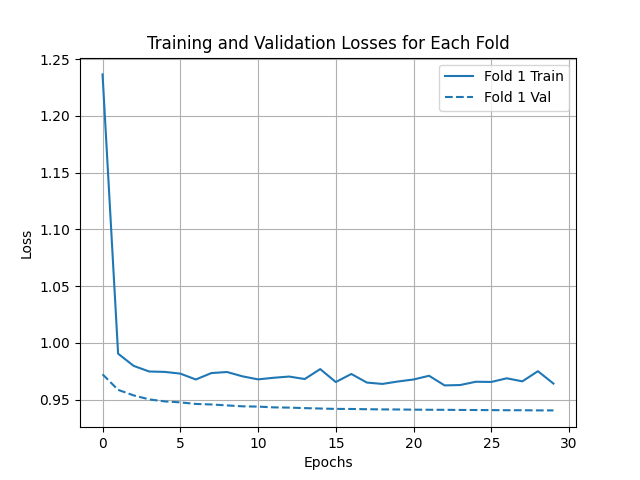 Training and Validation Losses for Each Fold
Fold 1 Train
Fold 1 Val
1.25
1.20
1.15
1.10
1.05
1.00
0.95
Loss
0
5
10
15
20
25
30
Epochs